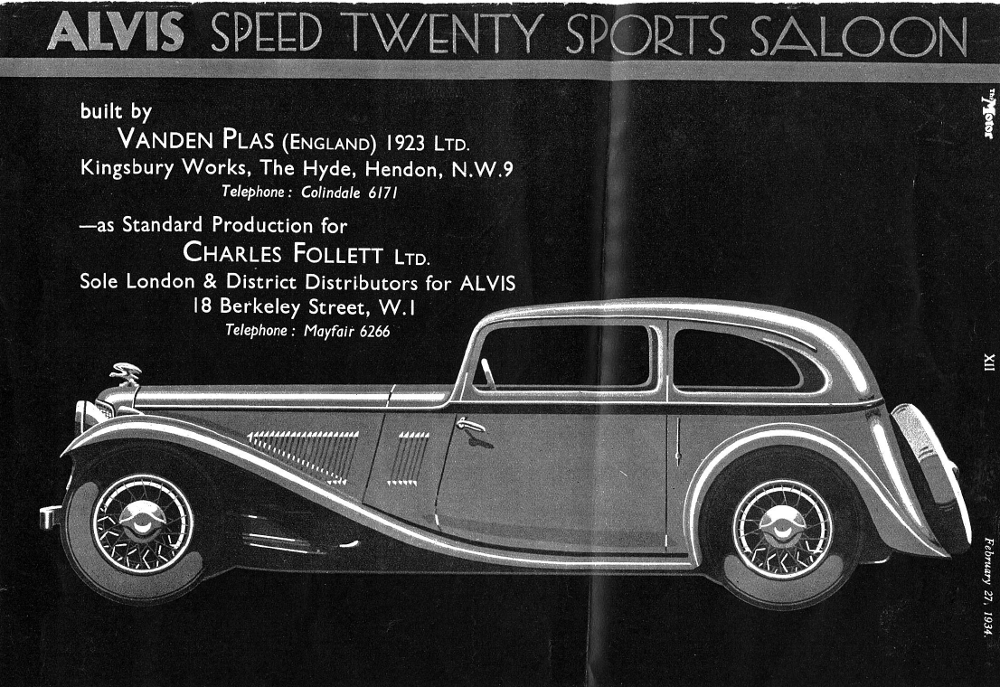 ALVIS SPEED TWENTY SPORTS SALOON
built by
VANDEN PLAS (ENGLAND) 1923 LTD.
Kingsbury Works, The Hyde, Hendon, N.W.9
Telephone: Colindale 6171
—as Standard Production for
CHARLES FOLLETT LTD.
Sole London & District Distributors for ALVIS
18 Berkeley Street, W.1
Telephone: Mayfair 6266
The Motor
XII
February 27, 1934.